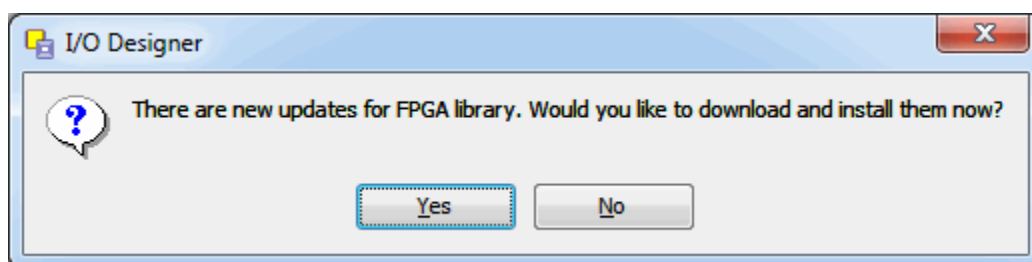 I/O Designer
There are new updates for FPGA library. Would you like to download and install them now?
Yes
No